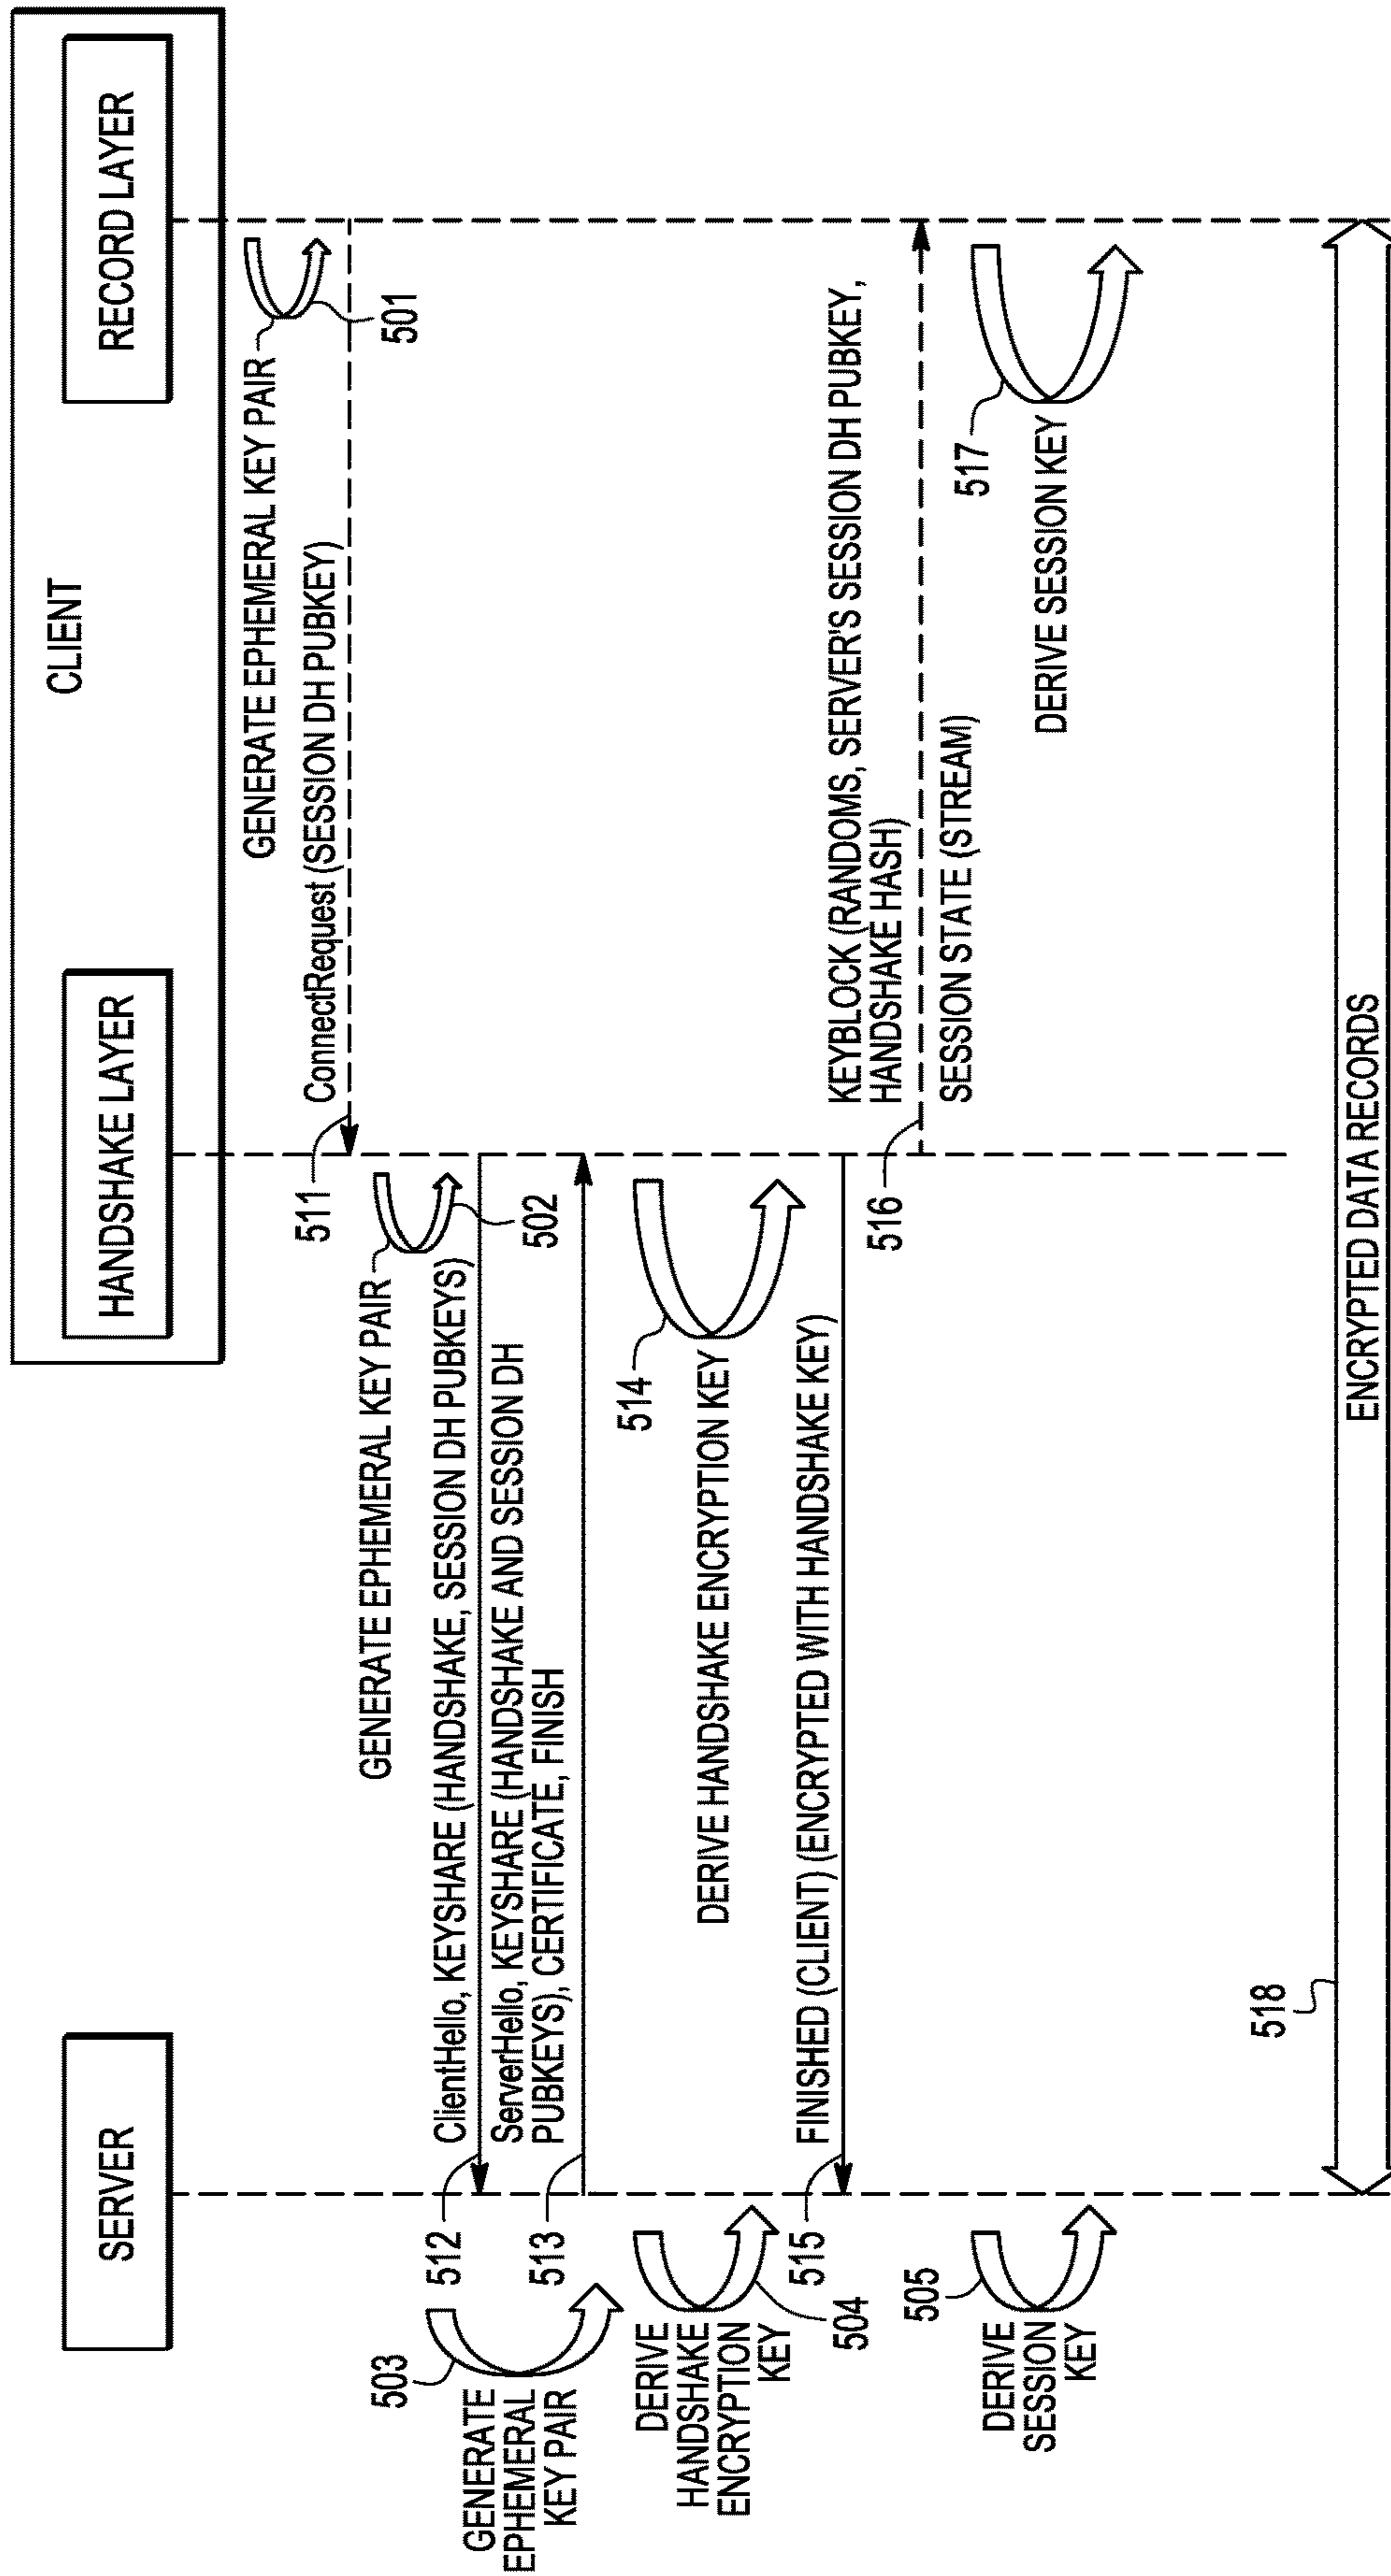 CLIENT
SERVER
HANDSHAKE LAYER
RECORD LAYER
GENERATE EPHEMERAL KEY PAIR
501
ConnectRequest (SESSION DH PUBKEY)
511
GENERATE EPHEMERAL KEY PAIR
502
ClientHello, KEYSHARE (HANDSHAKE, SESSION DH PUBKEYS)
512
ServerHello, KEYSHARE (HANDSHAKE AND SESSION DH
PUBKEYS), CERTIFICATE, FINISH
513
503
GENERATE
EPHEMERAL
KEY PAIR
DERIVE
HANDSHAKE
ENCRYPTION
KEY
504
514
DERIVE HANDSHAKE ENCRYPTION KEY
FINISHED (CLIENT) (ENCRYPTED WITH HANDSHAKE KEY)
515
KEYBLOCK (RANDOMS, SERVER'S SESSION DH PUBKEY,
HANDSHAKE HASH)
516
SESSION STATE (STREAM)
505
DERIVE
SESSION
KEY
517
DERIVE SESSION KEY
518
ENCRYPTED DATA RECORDS